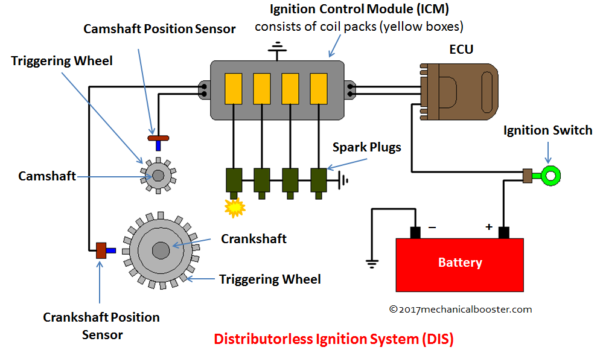 Ignition Control Module (ICM)
consists of coil packs (yellow boxes)
Camshaft Position Sensor
ECU
Triggering Wheel
Ignition Switch
Spark Plugs
Camshaft
Crankshaft
− +
Battery
Triggering Wheel
©2017mechanicalbooster.com
Crankshaft Position
Sensor
Distributorless Ignition System (DIS)